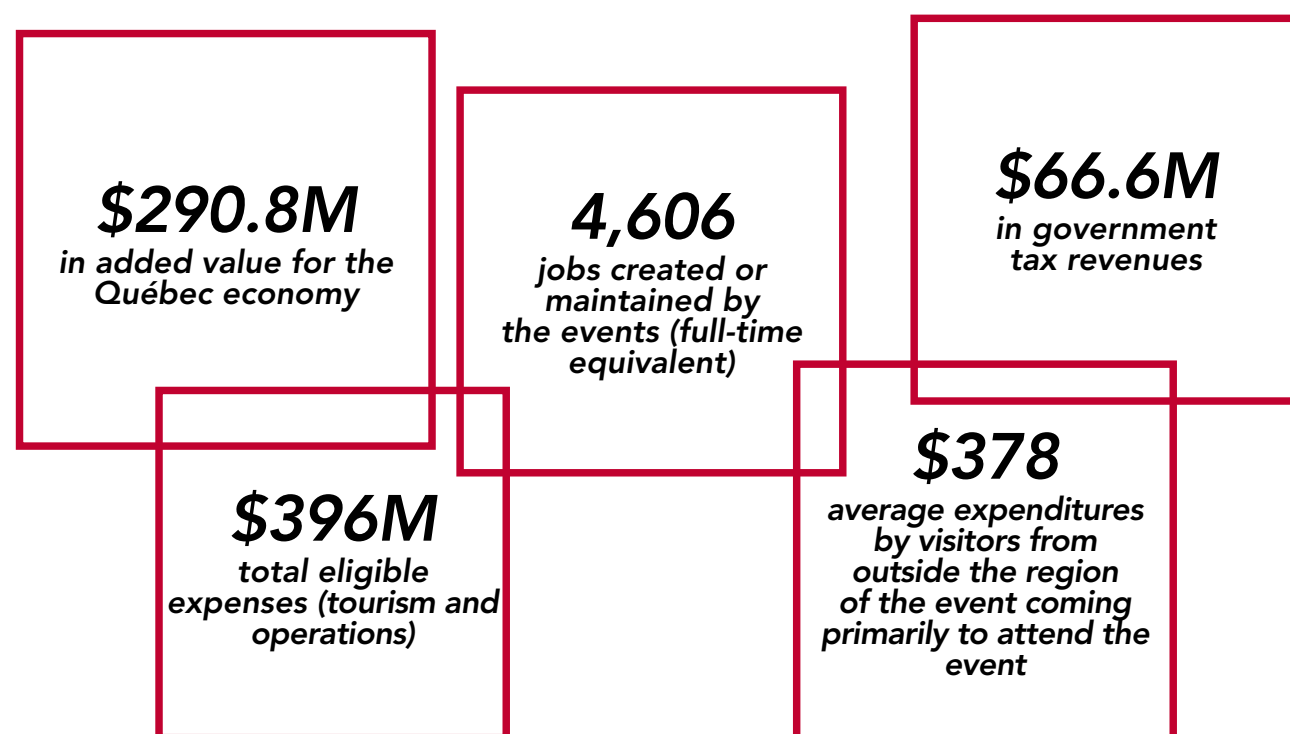 $290.8M
in added value for the
Québec economy
4,606
jobs created or
maintained by
the events (full-time
equivalent)
$66.6M
in government
tax revenues
$396M
total eligible
expenses (tourism and
operations)
$378
average expenditures
by visitors from
outside the region
of the event coming
primarily to attend the
event